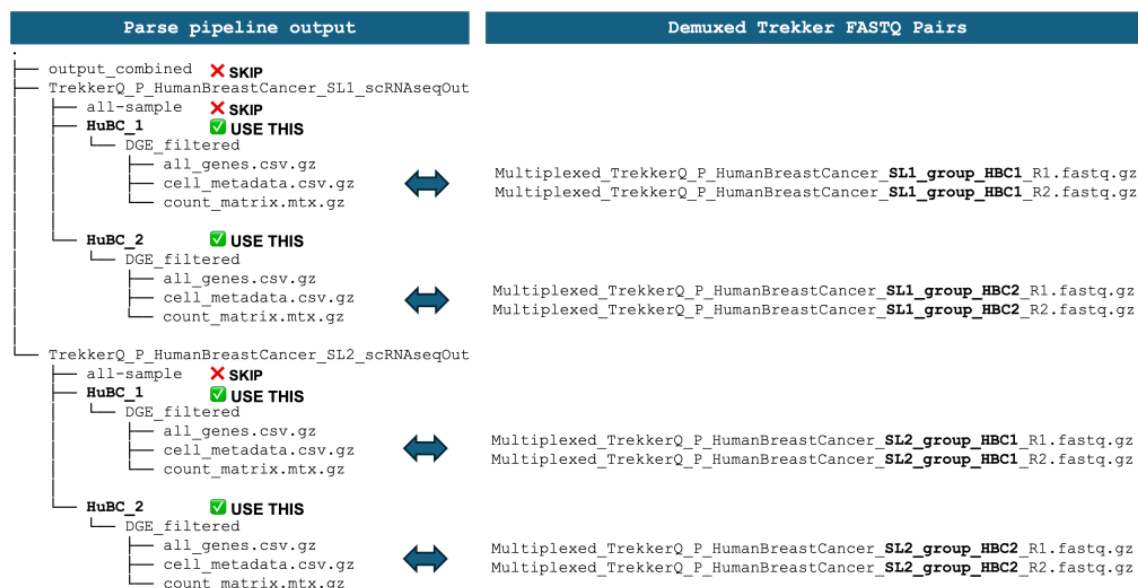 Parse pipeline output
Demuxed Trekker FASTQ Pairs
.
├── output_combined ❌ SKIP
├── TrekkerQ_P_HumanBreastCancer_SL1_scRNAseqOut
│   ├── all-sample ❌ SKIP
│   ├── HuBC_1 ✅ USE THIS
│   │   └── DGE_filtered
│   │       ├── all_genes.csv.gz
│   │       ├── cell_metadata.csv.gz
│   │       └── count_matrix.mtx.gz
Multiplexed_TrekkerQ_P_HumanBreastCancer_SL1_group_HBC1_R1.fastq.gz
Multiplexed_TrekkerQ_P_HumanBreastCancer_SL1_group_HBC1_R2.fastq.gz
│   └── HuBC_2 ✅ USE THIS
│       └── DGE_filtered
│           ├── all_genes.csv.gz
│           ├── cell_metadata.csv.gz
│           └── count_matrix.mtx.gz
Multiplexed_TrekkerQ_P_HumanBreastCancer_SL1_group_HBC2_R1.fastq.gz
Multiplexed_TrekkerQ_P_HumanBreastCancer_SL1_group_HBC2_R2.fastq.gz
└── TrekkerQ_P_HumanBreastCancer_SL2_scRNAseqOut
    ├── all-sample ❌ SKIP
    ├── HuBC_1 ✅ USE THIS
    │   └── DGE_filtered
    │       ├── all_genes.csv.gz
    │       ├── cell_metadata.csv.gz
    │       └── count_matrix.mtx.gz
Multiplexed_TrekkerQ_P_HumanBreastCancer_SL2_group_HBC1_R1.fastq.gz
Multiplexed_TrekkerQ_P_HumanBreastCancer_SL2_group_HBC1_R2.fastq.gz
    └── HuBC_2 ✅ USE THIS
        └── DGE_filtered
            ├── all_genes.csv.gz
            ├── cell_metadata.csv.gz
            └── count_matrix.mtx.gz
Multiplexed_TrekkerQ_P_HumanBreastCancer_SL2_group_HBC2_R1.fastq.gz
Multiplexed_TrekkerQ_P_HumanBreastCancer_SL2_group_HBC2_R2.fastq.gz